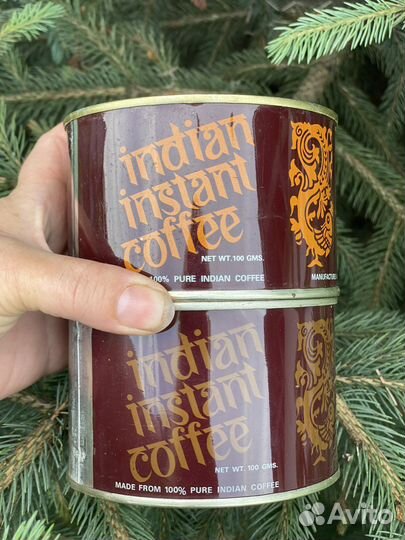 indian
instant
coffee
NET WT. 100 GMS.
100% PURE INDIAN COFFEE
indian
instant
coffee
NET WT. 100 GMS.
MADE FROM 100% PURE INDIAN COFFEE
Avito